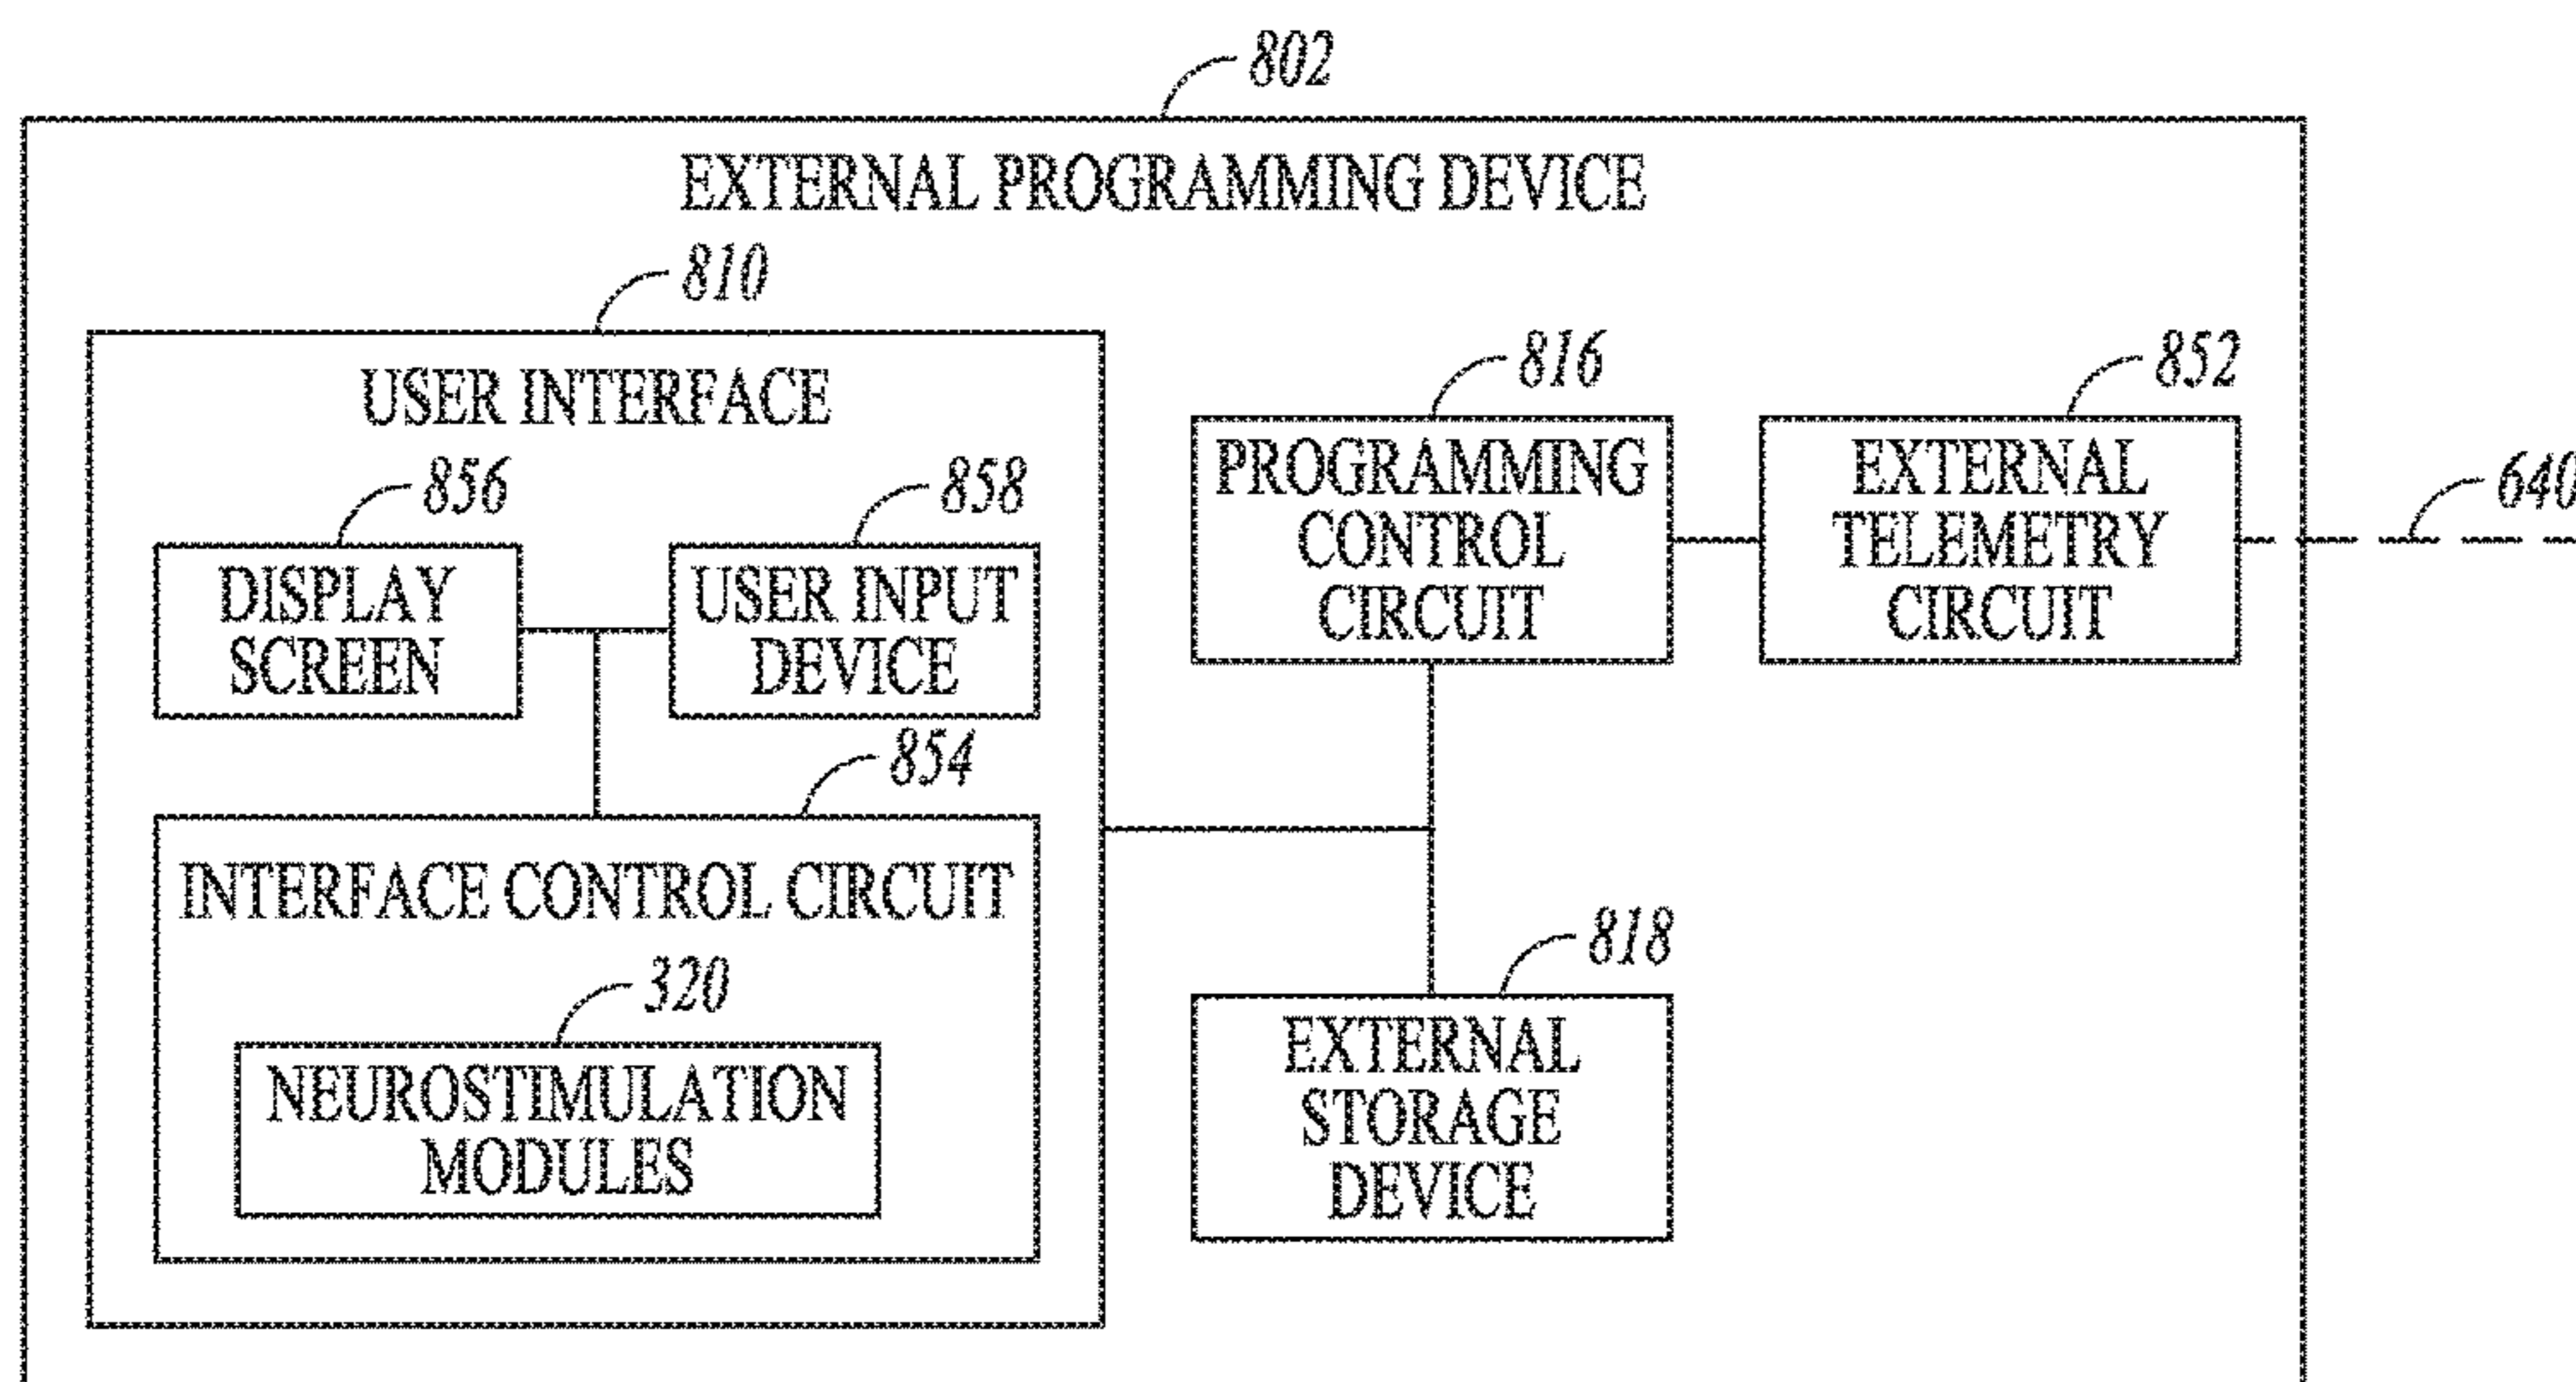 802
EXTERNAL PROGRAMMING DEVICE
810
USER INTERFACE
856
DISPLAY
SCREEN
858
USER INPUT
DEVICE
854
INTERFACE CONTROL CIRCUIT
320
NEUROSTIMULATION
MODULES
816
PROGRAMMING
CONTROL
CIRCUIT
852
EXTERNAL
TELEMETRY
CIRCUIT
640
818
EXTERNAL
STORAGE
DEVICE